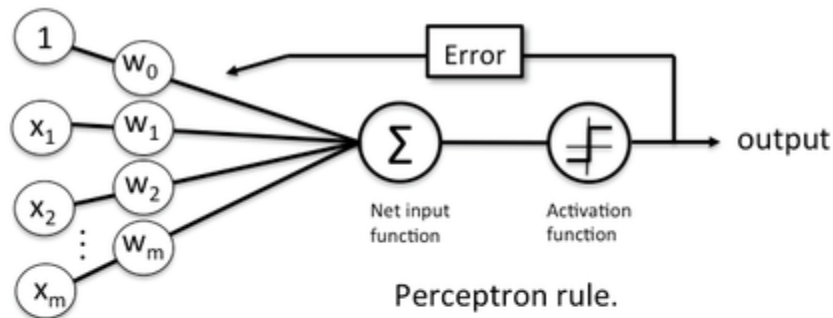 1
w₀
Error
x₁
w₁
Σ
output
x₂
w₂
Net input
function
Activation
function
⋮
wₘ
xₘ
Perceptron rule.